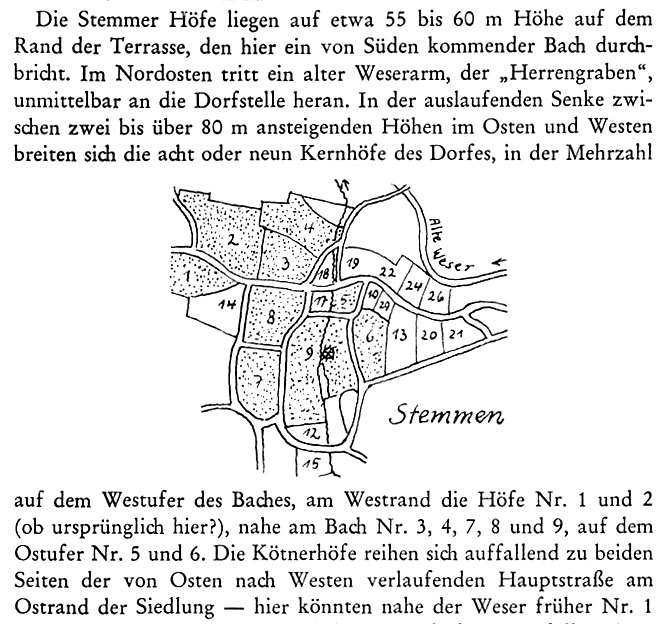 Die Stemmer Höfe liegen auf etwa 55 bis 60 m Höhe auf dem
Rand der Terrasse, den hier ein von Süden kommender Bach durch-
bricht. Im Nordosten tritt ein alter Weserarm, der „Herrengraben“,
unmittelbar an die Dorfstelle heran. In der auslaufenden Senke zwi-
schen zwei bis über 80 m ansteigenden Höhen im Osten und Westen
breiten sich die acht oder neun Kernhöfe des Dorfes, in der Mehrzahl
4
2
Alte Weser
3
18
19
22
1
24
26
14
17
5
10
29
8
6
13
20
21
9
7
Stemmen
12
15
auf dem Westufer des Baches, am Westrand die Höfe Nr. 1 und 2
(ob ursprünglich hier?), nahe am Bach Nr. 3, 4, 7, 8 und 9, auf dem
Ostufer Nr. 5 und 6. Die Kötnerhöfe reihen sich auffallend zu beiden
Seiten der von Osten nach Westen verlaufenden Hauptstraße am
Ostrand der Siedlung — hier könnten nahe der Weser früher Nr. 1